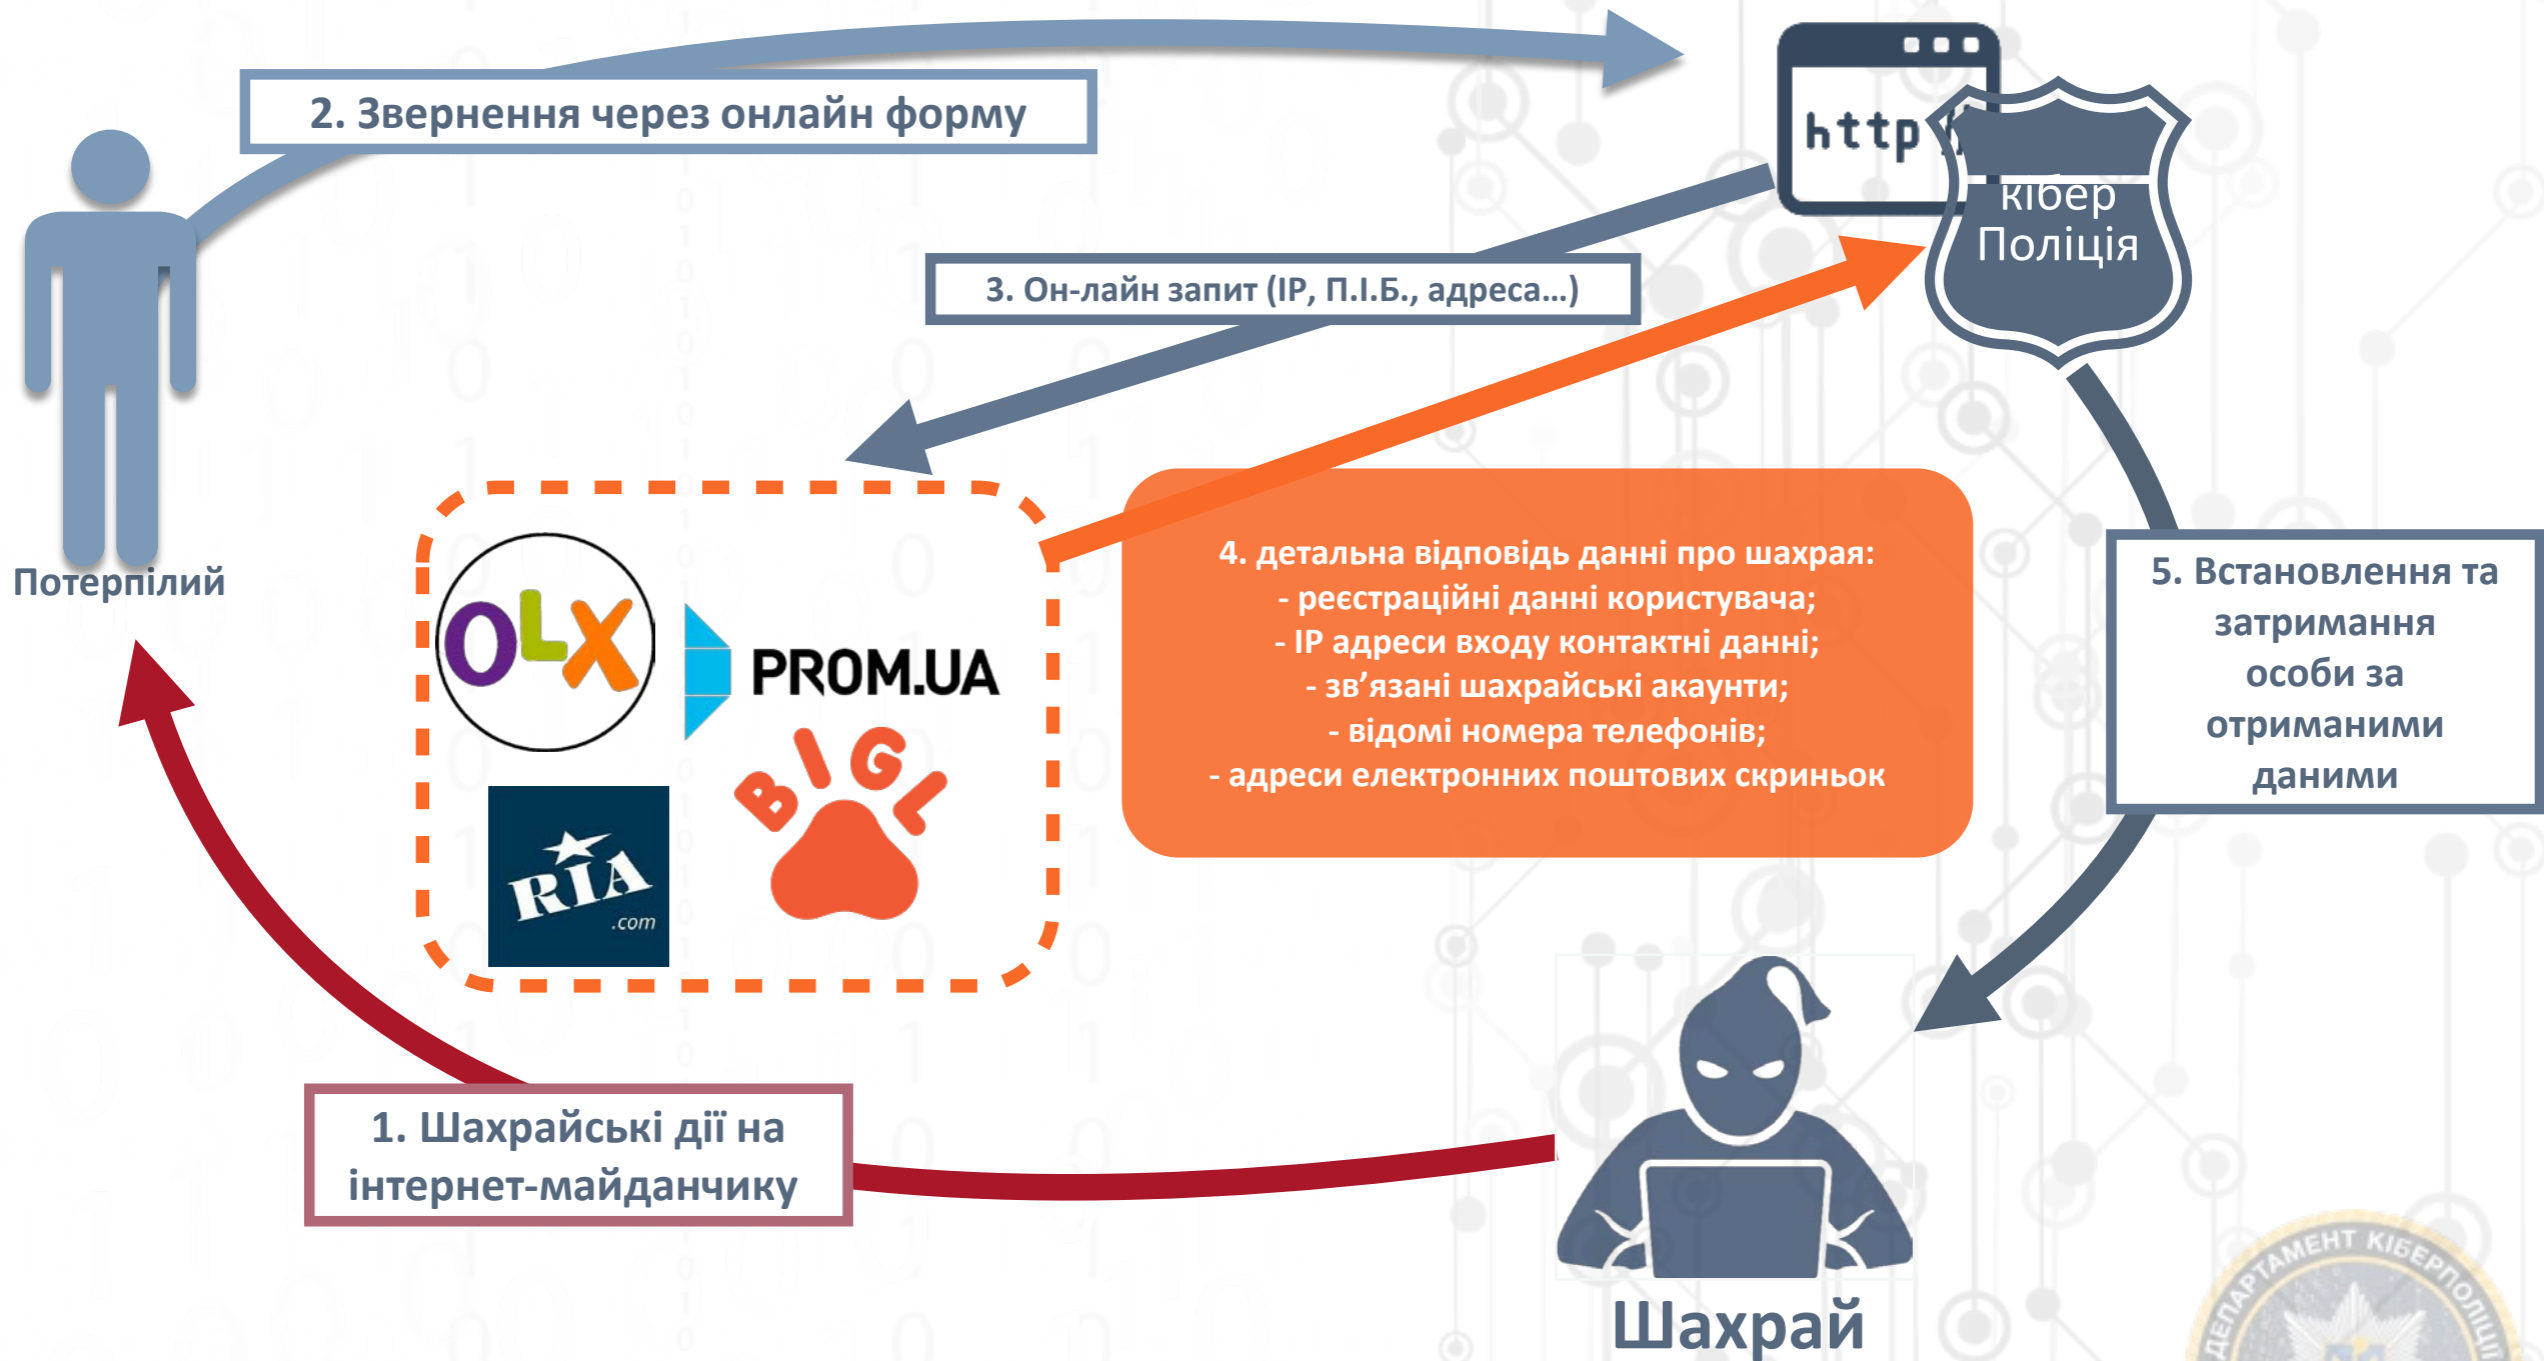 2. Звернення через онлайн форму
http
кібер
Поліція
3. Он-лайн запит (IP, П.І.Б., адреса...)
Потерпілий
OLX
PROM.UA
BIGL
RIA
.com
4. детальна відповідь данні про шахрая:
- реєстраційні данні користувача;
- IP адреси входу контактні данні;
- зв’язані шахрайські акаунти;
- відомі номера телефонів;
- адреси електронних поштових скриньок
5. Встановлення та
затримання
особи за
отриманими
даними
1. Шахрайські дії на
інтернет-майданчику
Шахрай
ДЕПАРТАМЕНТ КІБЕРПОЛІЦІЇ